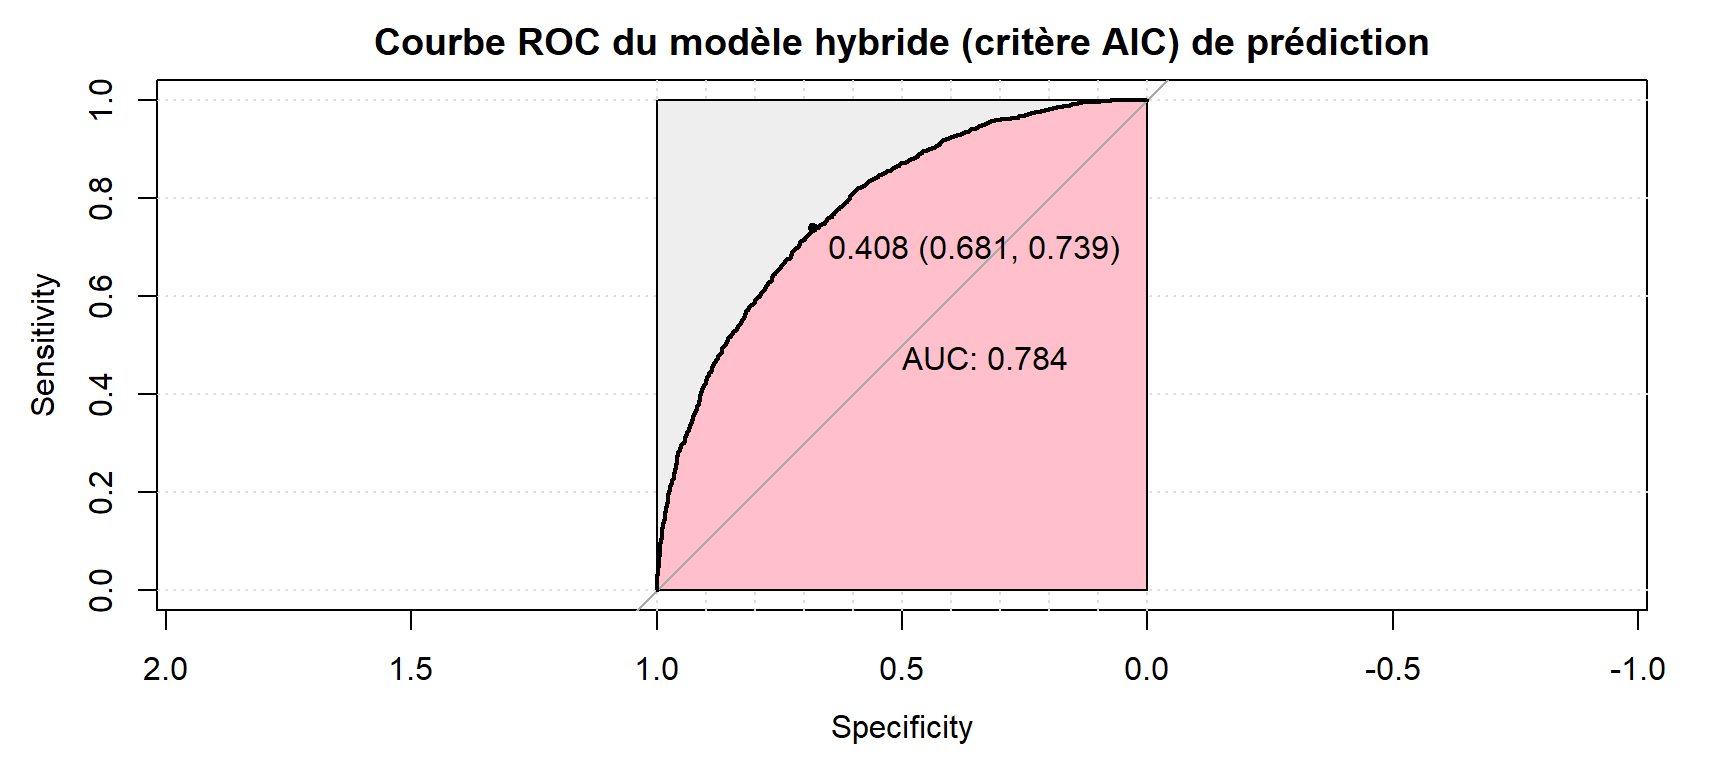 Courbe ROC du modèle hybride (critère AIC) de prédiction
Sensitivity
1.0
0.8
0.6
0.4
0.2
0.0
0.408 (0.681, 0.739)
AUC: 0.784
2.0 1.5 1.0 0.5 0.0 -0.5 -1.0
Specificity